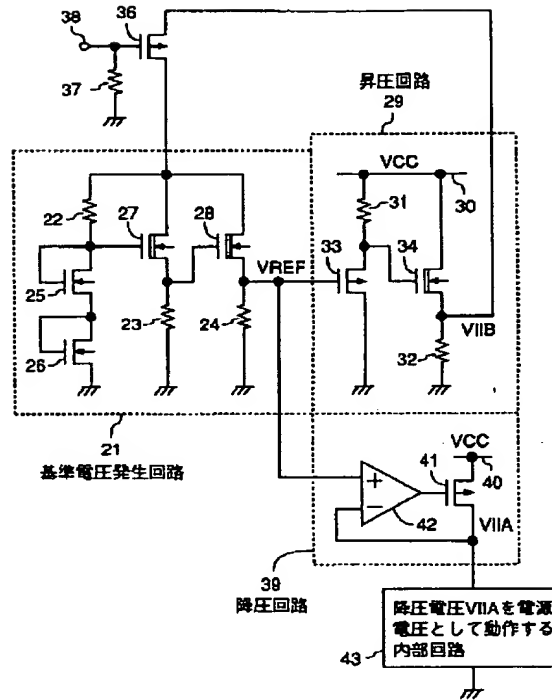 38
36
37
昇圧回路
29
VCC
30
22
27
28
31
33
34
VREF
25
23
24
VIIB
32
26
21
基準電圧発生回路
VCC
41
40
+
−
42
VIIA
39
降圧回路
降圧電圧VIIAを電源
電圧として動作する
内部回路
43